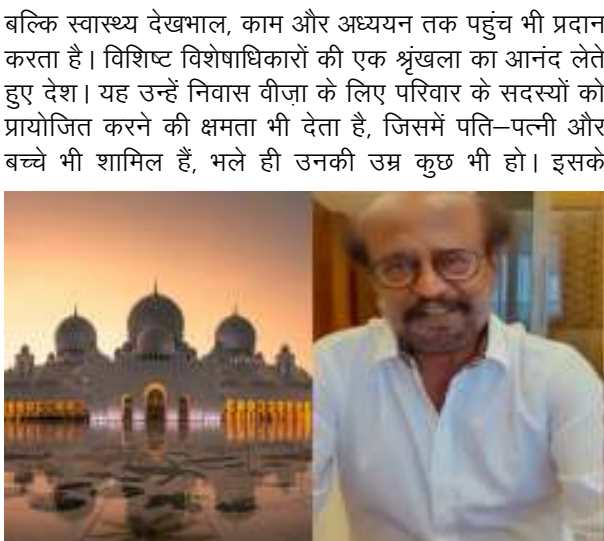 बल्कि स्वास्थ्य देखभाल, काम और अध्ययन तक पहुंच भी प्रदान
करता है। विशिष्ट विशेषाधिकारों की एक श्रृंखला का आनंद लेते
हुए देश। यह उन्हें निवास वीज़ा के लिए परिवार के सदस्यों को
प्रायोजित करने की क्षमता भी देता है, जिसमें पति–पत्नी और
बच्चे भी शामिल हैं, भले ही उनकी उम्र कुछ भी हो। इसके